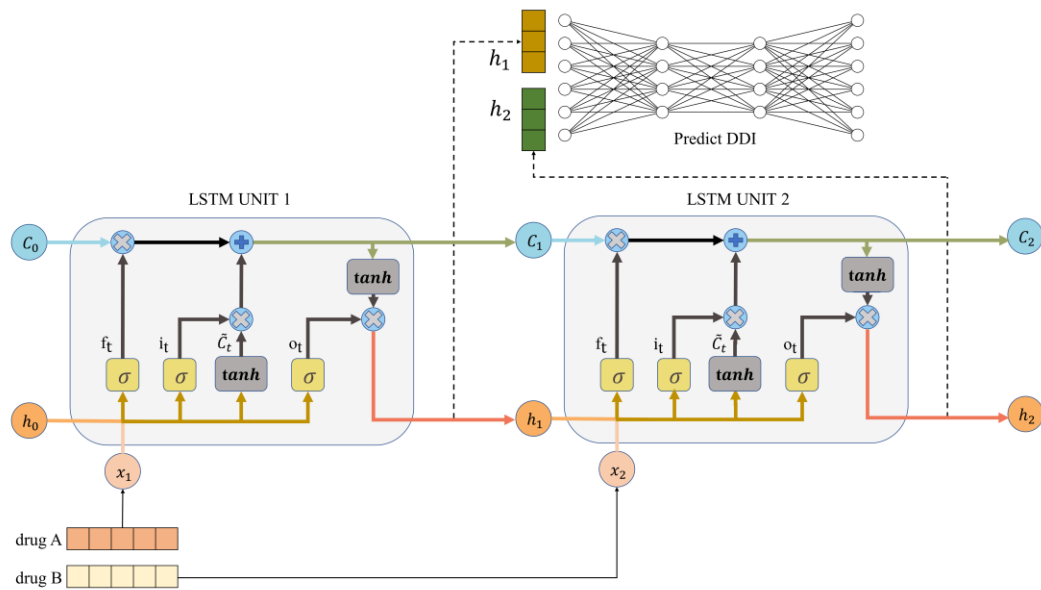 h₁
h₂
Predict DDI
LSTM UNIT 1
LSTM UNIT 2
C₀
C₁
C₂
tanh
tanh
fₜ
iₜ
C̃ₜ
oₜ
fₜ
iₜ
C̃ₜ
oₜ
σ
σ
tanh
σ
σ
σ
tanh
σ
h₀
h₁
h₂
x₁
x₂
drug A
drug B